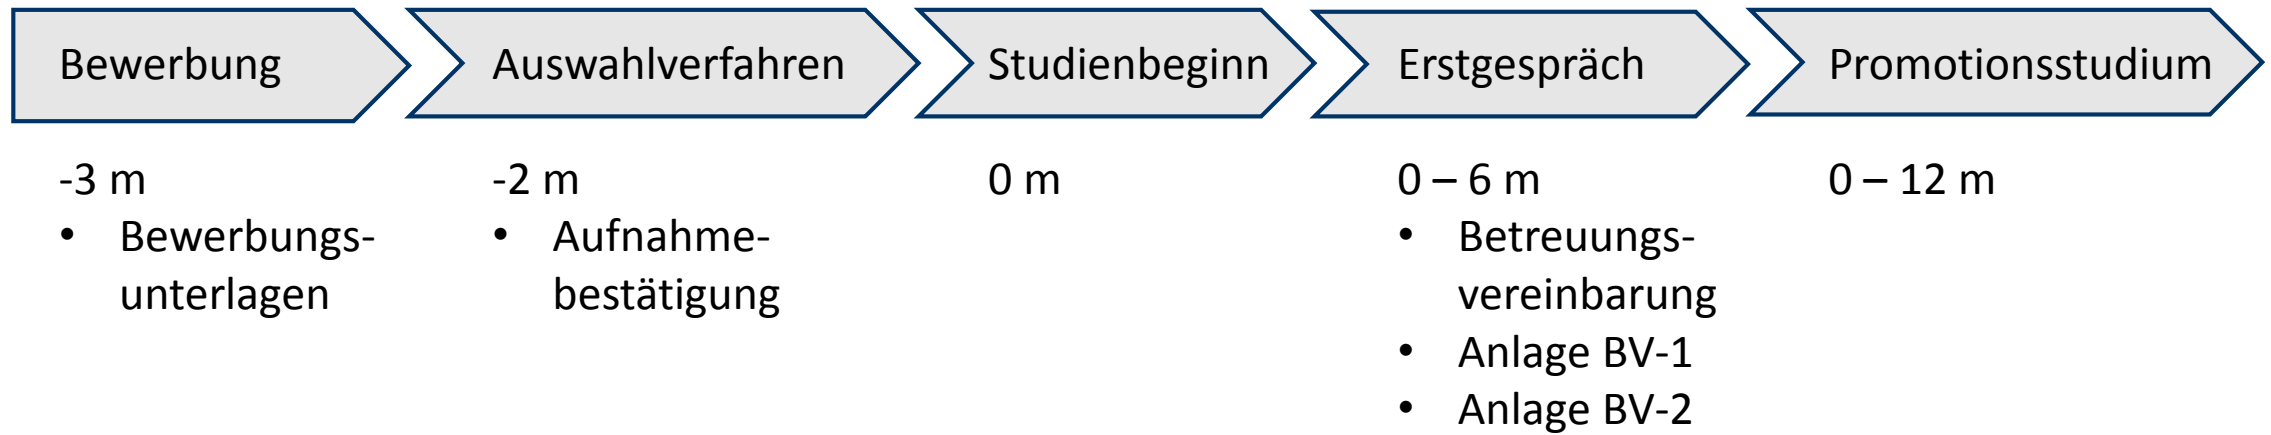 Bewerbung
Auswahlverfahren
Studienbeginn
Erstgespräch
Promotionsstudium
-3 m
• Bewerbungs-
unterlagen
-2 m
• Aufnahme-
bestätigung
0 m
0 – 6 m
• Betreuungs-
vereinbarung
• Anlage BV-1
• Anlage BV-2
0 – 12 m